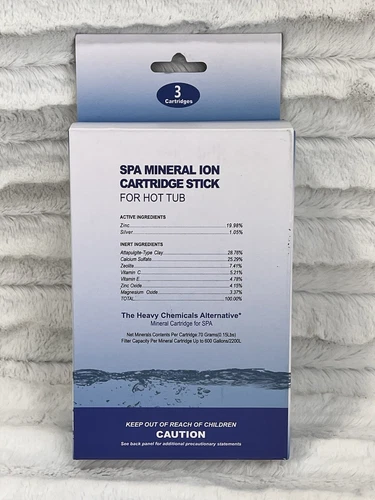 3
Cartridges
SPA MINERAL ION
CARTRIDGE STICK
FOR HOT TUB
ACTIVE INGREDIENTS
Zinc 19.98%
Silver 1.05%
INERT INGREDIENTS
Attapulgite-Type Clay 28.76%
Calcium Sulfate 25.29%
Zeolite 7.41%
Vitamin C 5.21%
Vitamin E 4.78%
Zinc Oxide 4.15%
Magnesium Oxide 3.37%
TOTAL 100.00%
The Heavy Chemicals Alternative*
Mineral Cartridge for SPA
Net Minerals Contents Per Cartridge:70 Grams(0.15Lbs)
Filter Capacity Per Mineral Cartridge Up to 600 Gallons/2200L
KEEP OUT OF REACH OF CHILDREN
CAUTION
See back panel for additional precautionary statements